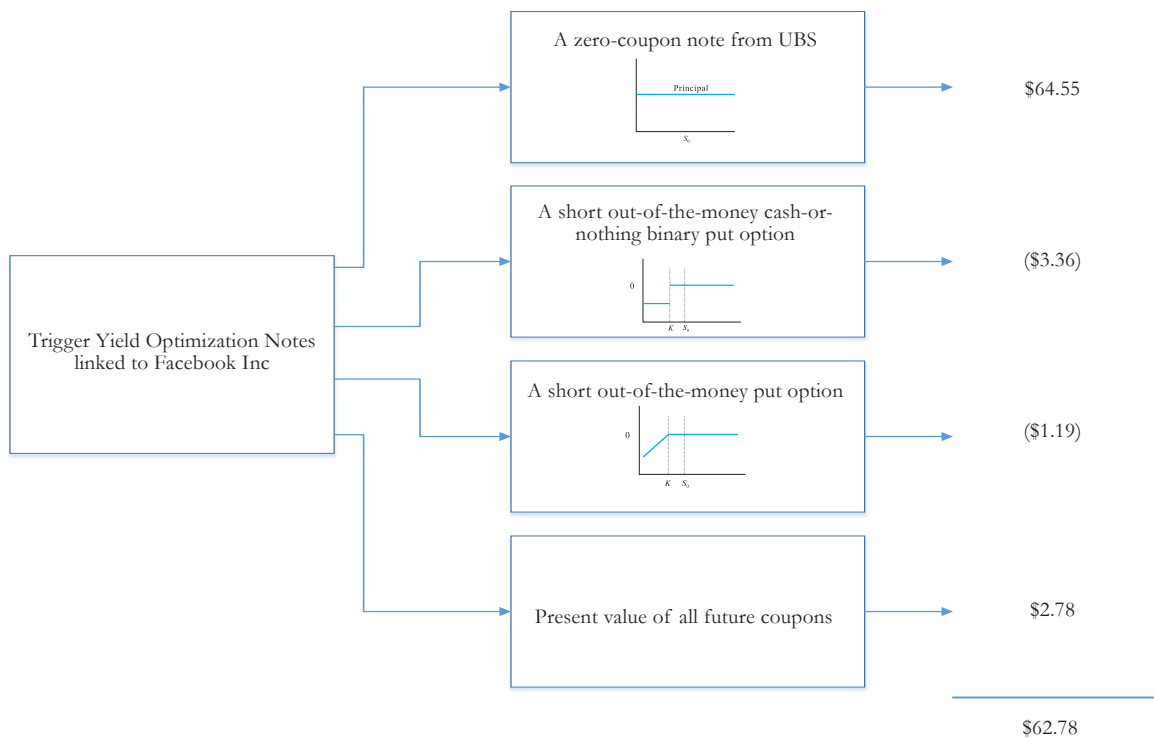 A zero-coupon note from UBS
Principal
S₀
$64.55
A short out-of-the-money cash-or-
nothing binary put option
0
K S₀
($3.36)
Trigger Yield Optimization Notes
linked to Facebook Inc
A short out-of-the-money put option
0
K S₀
($1.19)
Present value of all future coupons
$2.78
$62.78